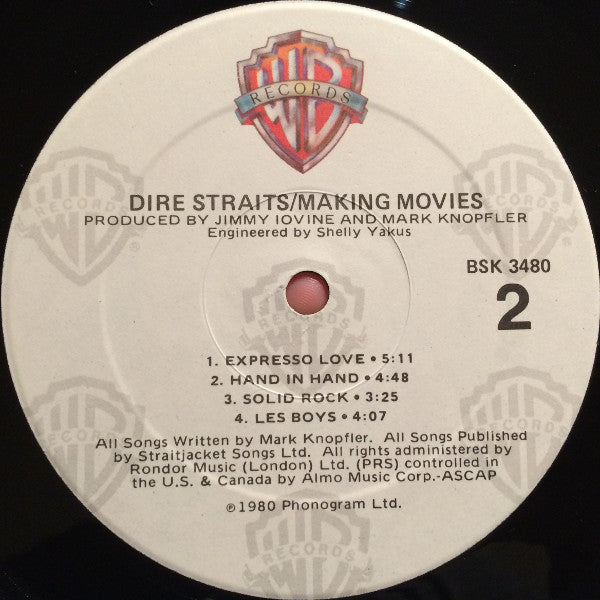 WB
RECORDS
DIRE STRAITS/MAKING MOVIES
PRODUCED BY JIMMY IOVINE AND MARK KNOPFLER
Engineered by Shelly Yakus
BSK 3480
2
1. EXPRESSO LOVE • 5:11
2. HAND IN HAND • 4:48
3. SOLID ROCK • 3:25
4. LES BOYS • 4:07
All Songs Written by Mark Knopfler. All Songs Published
by Straitjacket Songs Ltd. All rights administered by
Rondor Music (London) Ltd. (PRS) controlled in
the U.S. & Canada by Almo Music Corp.-ASCAP
℗1980 Phonogram Ltd.